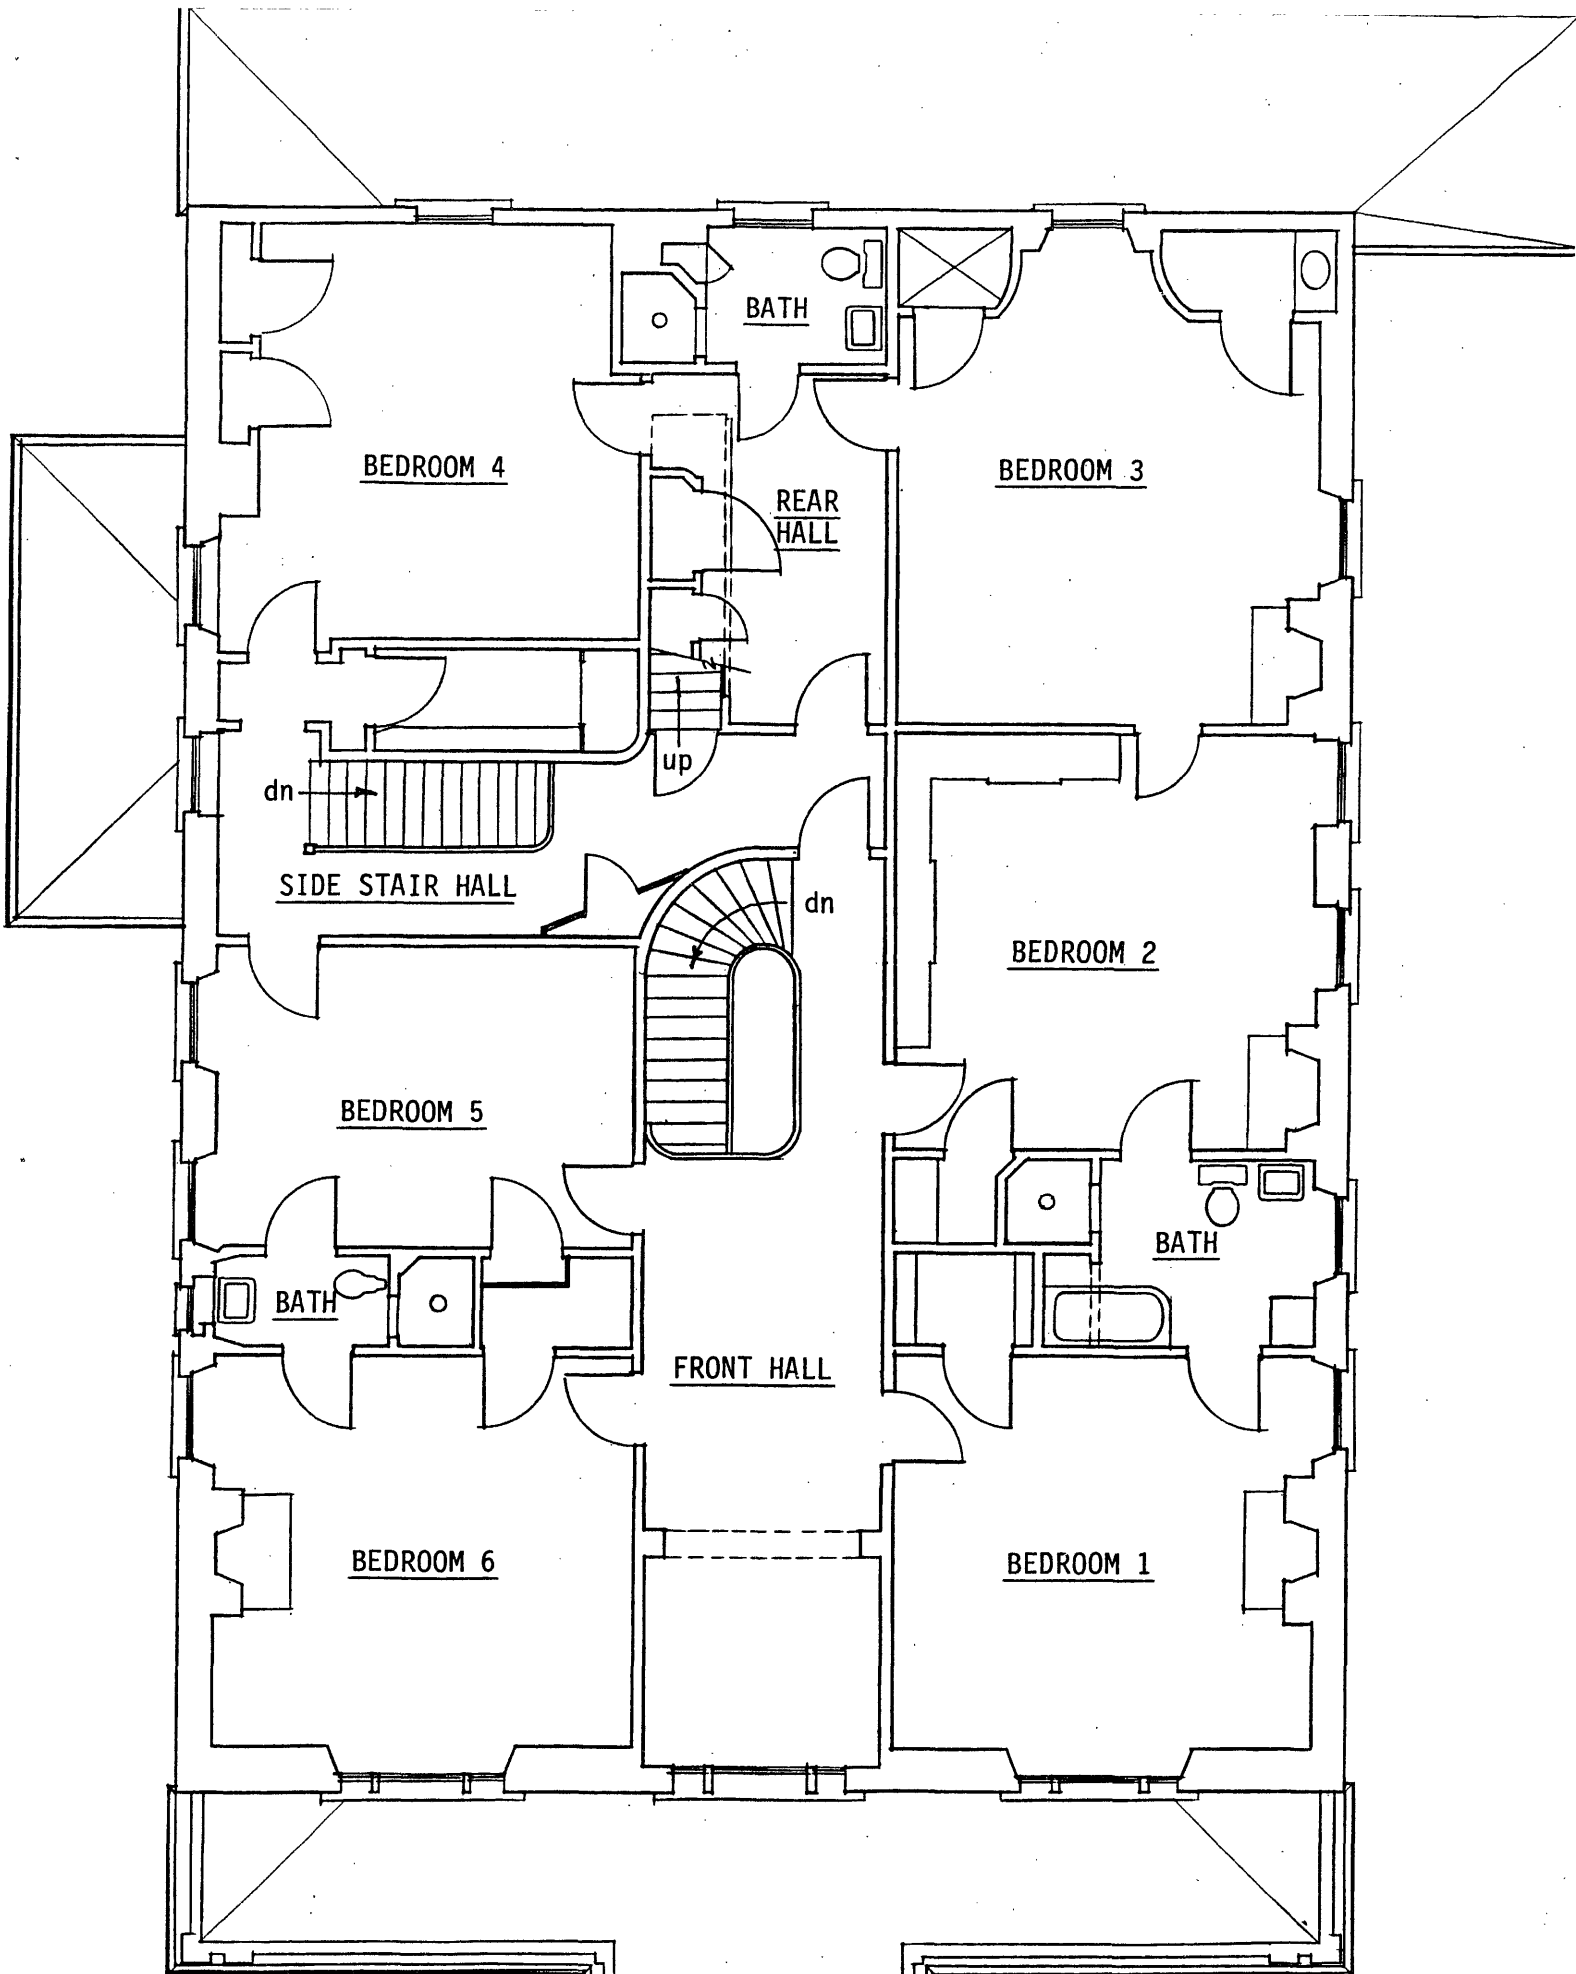 BATH
BEDROOM 4
BEDROOM 3
REAR
HALL
up
dn
SIDE STAIR HALL
dn
BEDROOM 2
BEDROOM 5
BATH
BATH
FRONT HALL
BEDROOM 6
BEDROOM 1